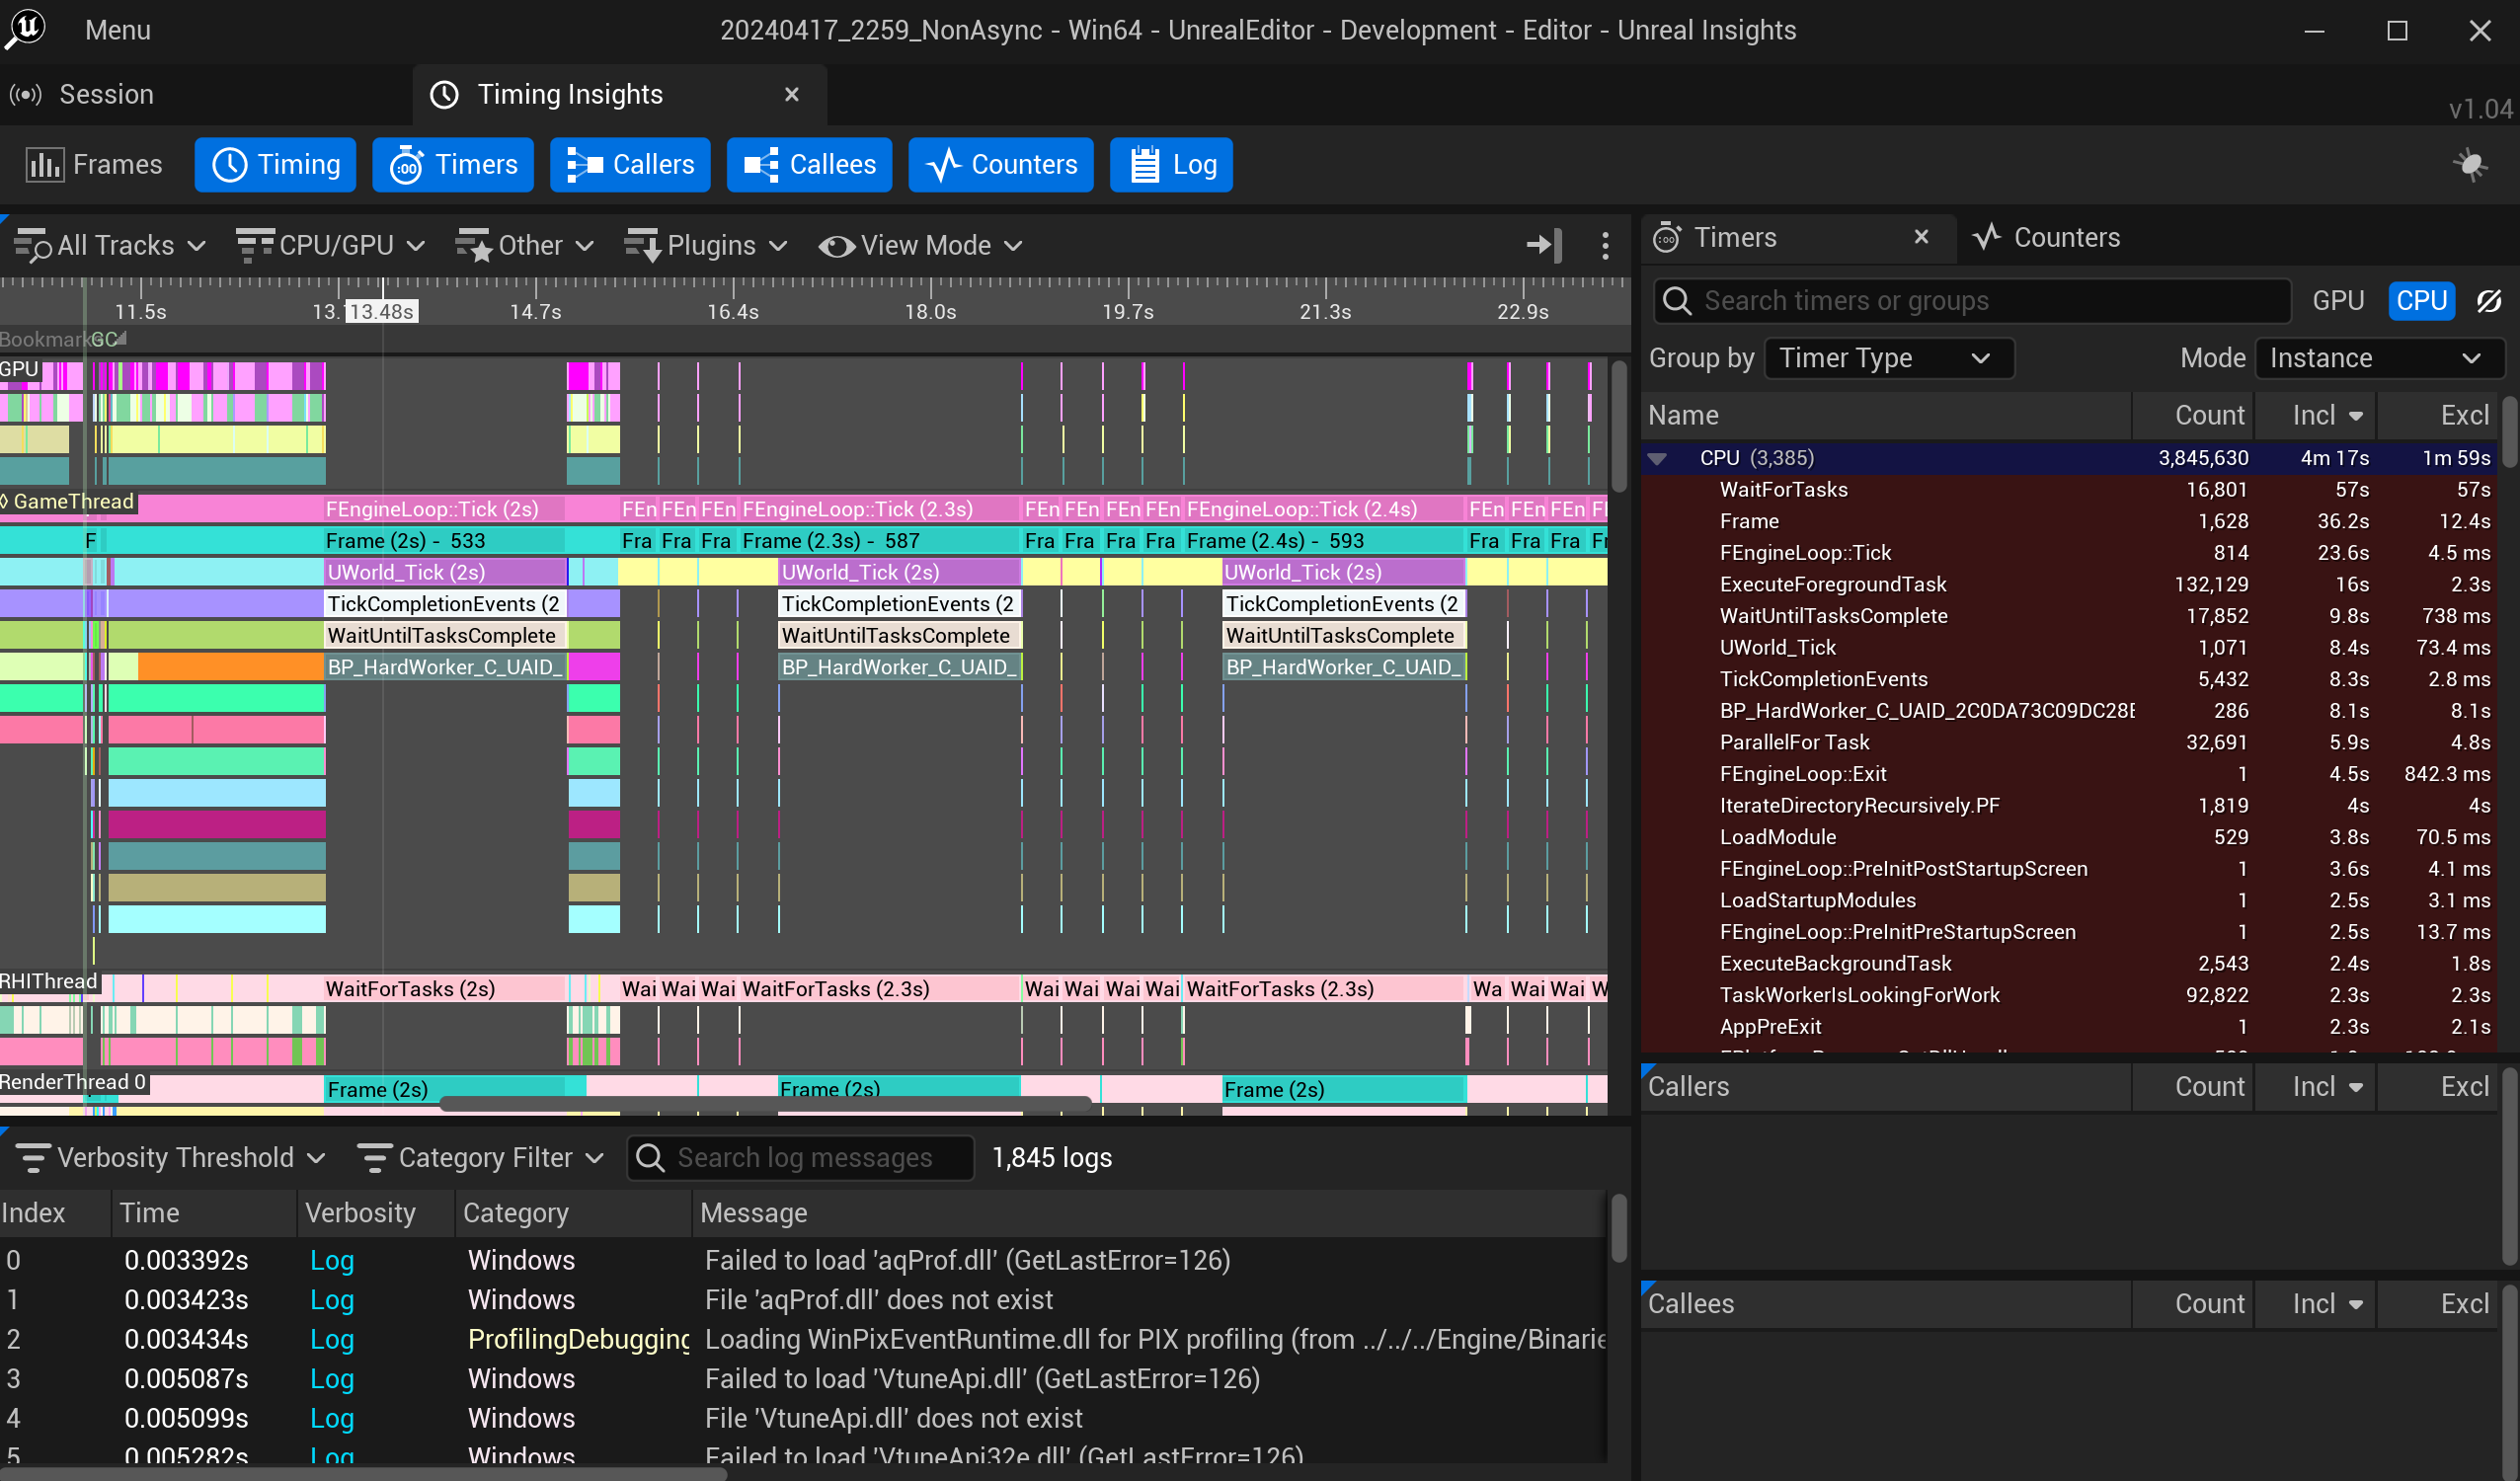 Menu
20240417_2259_NonAsync - Win64 - UnrealEditor - Development - Editor - Unreal Insights
Session
Timing Insights
v1.04
Frames Timing Timers Callers Callees Counters Log
All Tracks CPU/GPU Other Plugins View Mode
11.5s 13. 13.48s 14.7s 16.4s 18.0s 19.7s 21.3s 22.9s
Bookmark GC
GPU
GameThread FEngineLoop::Tick (2s) FEn FEn FEn FEngineLoop::Tick (2.3s) FEn FEn FEn FEn FEngineLoop::Tick (2.4s) FEn FEn FEn
F Frame (2s) - 533 Fra Fra Fra Frame (2.3s) - 587 Fra Fra Fra Fra Frame (2.4s) - 593 Fra Fra Fra Fr
UWorld_Tick (2s) UWorld_Tick (2s) UWorld_Tick (2s)
TickCompletionEvents (2 TickCompletionEvents (2 TickCompletionEvents (2
WaitUntilTasksComplete WaitUntilTasksComplete WaitUntilTasksComplete
BP_HardWorker_C_UAID_ BP_HardWorker_C_UAID_ BP_HardWorker_C_UAID_
RHIThread WaitForTasks (2s) Wai Wai Wai WaitForTasks (2.3s) Wai Wai Wai Wai WaitForTasks (2.3s) Wa Wai Wai W
RenderThread 0 Frame (2s) Frame (2s) Frame (2s)
Verbosity Threshold Category Filter Search log messages 1,845 logs
Index Time Verbosity Category Message
0 0.003392s Log Windows Failed to load 'aqProf.dll' (GetLastError=126)
1 0.003423s Log Windows File 'aqProf.dll' does not exist
2 0.003434s Log ProfilingDebugging Loading WinPixEventRuntime.dll for PIX profiling (from ../../../Engine/Binarie
3 0.005087s Log Windows Failed to load 'VtuneApi.dll' (GetLastError=126)
4 0.005099s Log Windows File 'VtuneApi.dll' does not exist
5 0.005282s Log Windows Failed to load 'VtuneApi32e.dll' (GetLastError=126)
Timers Counters
Search timers or groups GPU CPU
Group by Timer Type Mode Instance
Name Count Incl Excl
CPU (3,385) 3,845,630 4m 17s 1m 59s
WaitForTasks 16,801 57s 57s
Frame 1,628 36.2s 12.4s
FEngineLoop::Tick 814 23.6s 4.5 ms
ExecuteForegroundTask 132,129 16s 2.3s
WaitUntilTasksComplete 17,852 9.8s 738 ms
UWorld_Tick 1,071 8.4s 73.4 ms
TickCompletionEvents 5,432 8.3s 2.8 ms
BP_HardWorker_C_UAID_2C0DA73C09DC28E 286 8.1s 8.1s
ParallelFor Task 32,691 5.9s 4.8s
FEngineLoop::Exit 1 4.5s 842.3 ms
IterateDirectoryRecursively.PF 1,819 4s 4s
LoadModule 529 3.8s 70.5 ms
FEngineLoop::PreInitPostStartupScreen 1 3.6s 4.1 ms
LoadStartupModules 1 2.5s 3.1 ms
FEngineLoop::PreInitPreStartupScreen 1 2.5s 13.7 ms
ExecuteBackgroundTask 2,543 2.4s 1.8s
TaskWorkerIsLookingForWork 92,822 2.3s 2.3s
AppPreExit 1 2.3s 2.1s
Callers Count Incl Excl
Callees Count Incl Excl